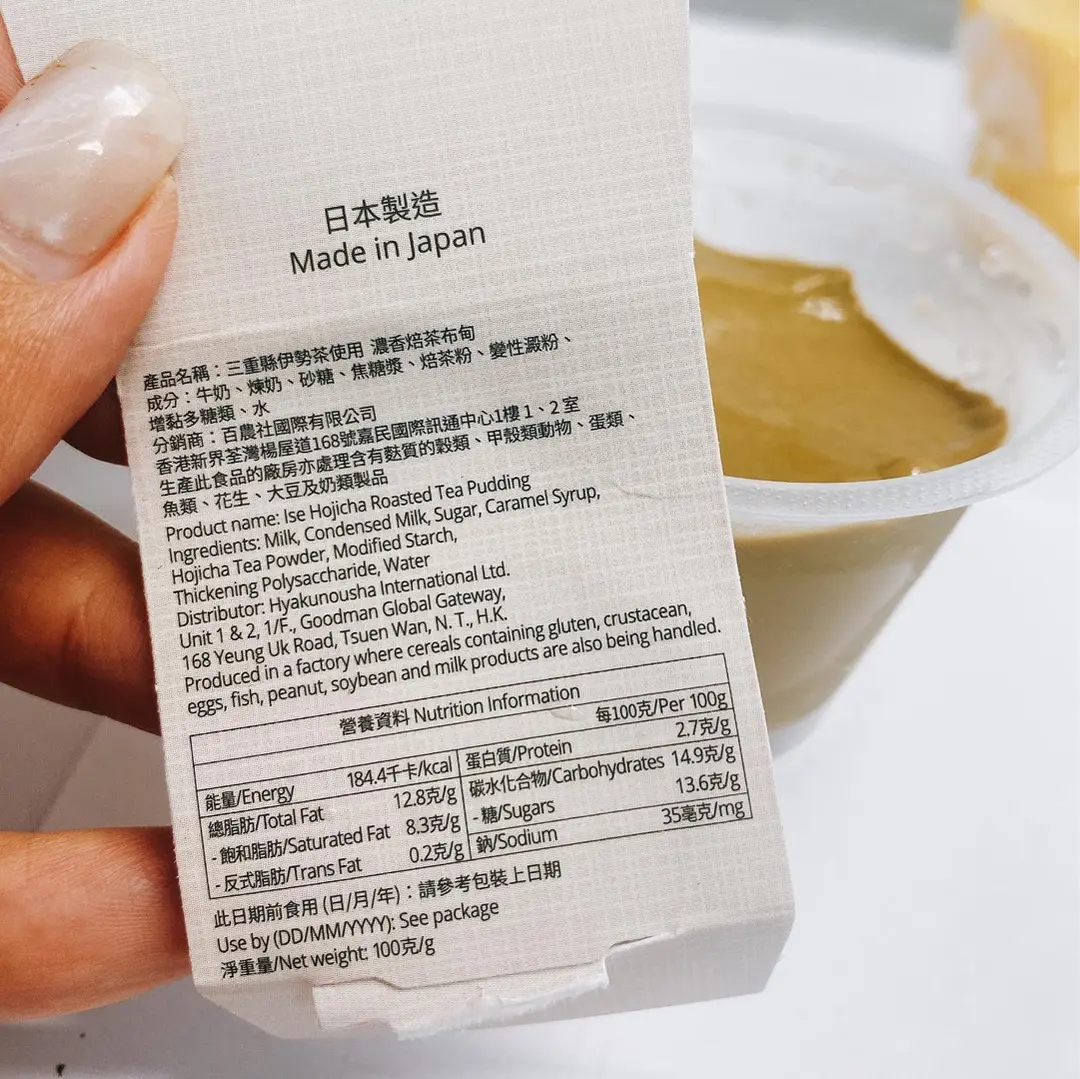 日本製造
Made in Japan
產品名稱：三重縣伊勢茶使用 濃香焙茶布甸
成分：牛奶、煉奶、砂糖、焦糖漿、焙茶粉、變性澱粉、
增黏多糖類、水
分銷商：百農社國際有限公司
香港新界荃灣楊屋道168號嘉民國際訊通中心1樓 1、2 室
生產此食品的廠房亦處理含有麩質的穀類、甲殼類動物、蛋類、
魚類、花生、大豆及奶類製品
Product name: Ise Hojicha Roasted Tea Pudding
Ingredients: Milk, Condensed Milk, Sugar, Caramel Syrup,
Hojicha Tea Powder, Modified Starch,
Thickening Polysaccharide, Water
Distributor: Hyakunousha International Ltd.
Unit 1 & 2, 1/F., Goodman Global Gateway,
168 Yeung Uk Road, Tsuen Wan, N. T., H.K.
Produced in a factory where cereals containing gluten, crustacean,
eggs, fish, peanut, soybean and milk products are also being handled.
營養資料 Nutrition Information
每100克/Per 100g
能量/Energy 184.4千卡/kcal 蛋白質/Protein 2.7克/g
總脂肪/Total Fat 12.8克/g 碳水化合物/Carbohydrates 14.9克/g
- 飽和脂肪/Saturated Fat 8.3克/g - 糖/Sugars 13.6克/g
- 反式脂肪/Trans Fat 0.2克/g 鈉/Sodium 35毫克/mg
此日期前食用 (日/月/年)：請參考包裝上日期
Use by (DD/MM/YYYY): See package
淨重量/Net weight: 100克/g